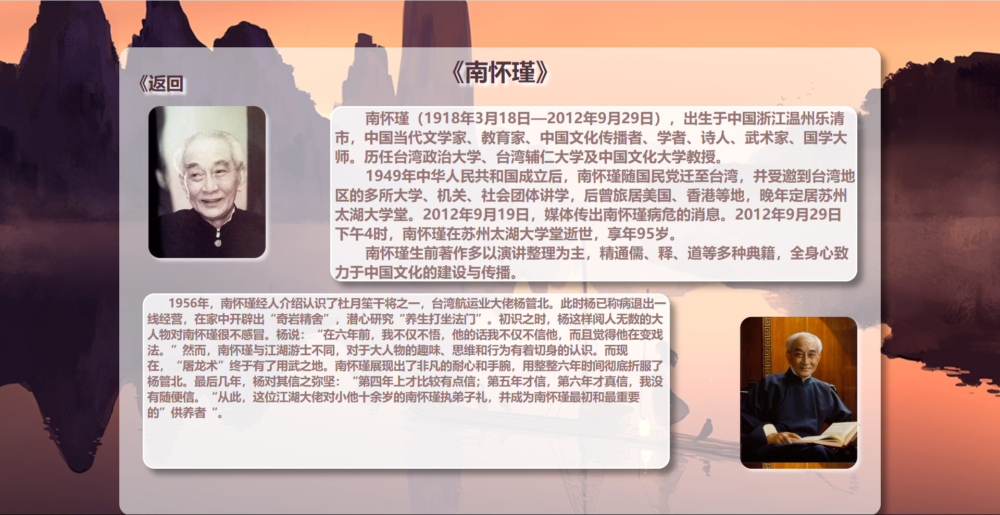 《南怀瑾》
《返回
南怀瑾（1918年3月18日—2012年9月29日），出生于中国浙江温州乐清
市，中国当代文学家、教育家、中国文化传播者、学者、诗人、武术家、国学大
师。历任台湾政治大学、台湾辅仁大学及中国文化大学教授。
1949年中华人民共和国成立后，南怀瑾随国民党迁至台湾，并受邀到台湾地
区的多所大学、机关、社会团体讲学，后曾旅居美国、香港等地，晚年定居苏州
太湖大学堂。2012年9月19日，媒体传出南怀瑾病危的消息。2012年9月29日
下午4时，南怀瑾在苏州太湖大学堂逝世，享年95岁。
南怀瑾生前著作多以演讲整理为主，精通儒、释、道等多种典籍，全身心致
力于中国文化的建设与传播。
1956年，南怀瑾经人介绍认识了杜月笙干将之一，台湾航运业大佬杨管北。此时杨已称病退出一
线经营，在家中开辟出“奇岩精舍”，潜心研究“养生打坐法门”。初识之时，杨这样阅人无数的大
人物对南怀瑾很不感冒。杨说：“在六年前，我不仅不悟，他的话我不仅不信他，而且觉得他在变戏
法。”然而，南怀瑾与江湖游士不同，对于大人物的趣味、思维和行为有着切身的认识。而现
在，“屠龙术”终于有了用武之地。南怀瑾展现出了非凡的耐心和手腕，用整整六年时间彻底折服了
杨管北。最后几年，杨对其信之弥坚：“第四年上才比较有点信；第五年才信，第六年才真信，我没
有随便信。“从此，这位江湖大佬对小他十余岁的南怀瑾执弟子礼，并成为南怀瑾最初和最重要
的”供养者“。